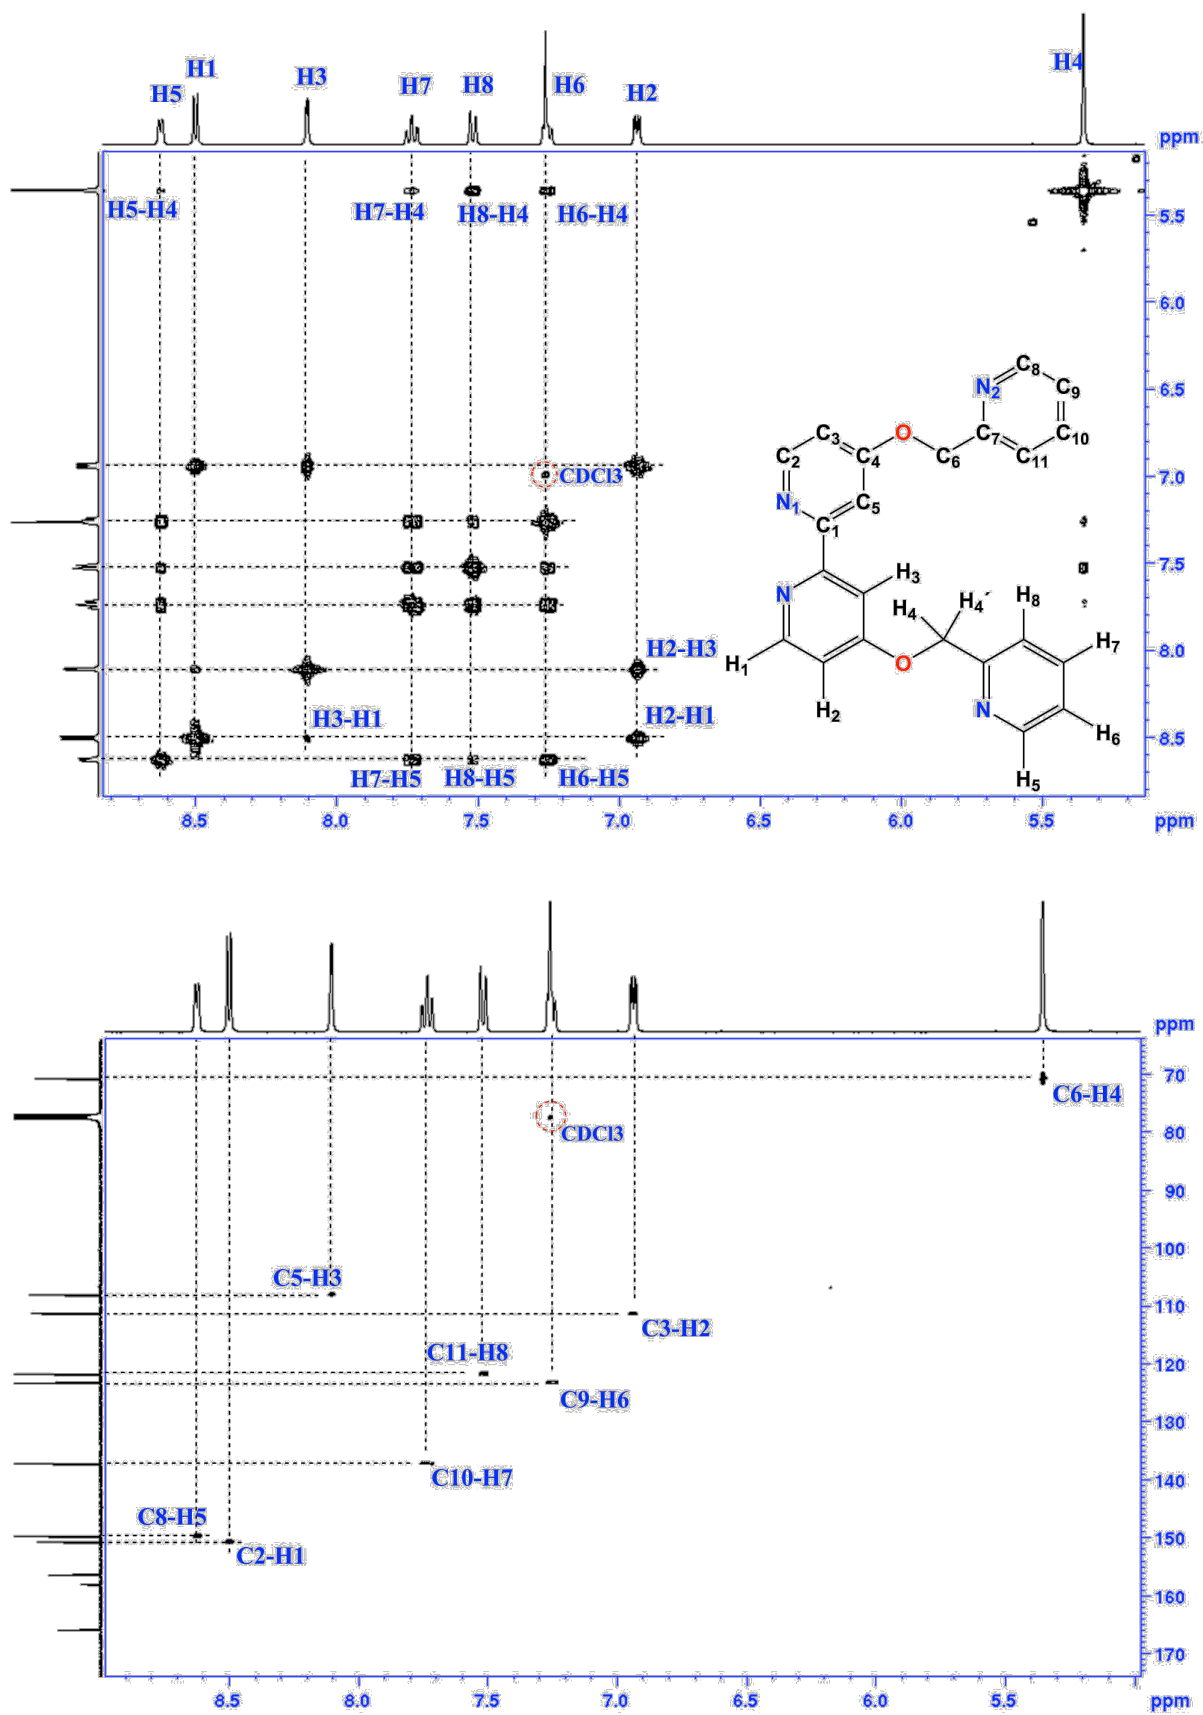 H5 H1 H3 H7 H8 H6 H2 H4
ppm
H5-H4 H7-H4 H8-H4 H6-H4
5.5
6.0
6.5
7.0
7.5
8.0
8.5
CDCl3
H2-H3
H3-H1 H2-H1
H7-H5 H8-H5 H6-H5
N2 C8 C9 C10 C11 C7 C6 O
C3 C4 C2 C5 N1 C1
N H3 H4 H4´ H8 H7
H1 O H2 N H6 H5
8.5 8.0 7.5 7.0 6.5 6.0 5.5 ppm
ppm
70
80
90
100
110
120
130
140
150
160
170
C6-H4
CDCl3
C5-H3
C3-H2
C11-H8
C9-H6
C10-H7
C8-H5
C2-H1
8.5 8.0 7.5 7.0 6.5 6.0 5.5 ppm